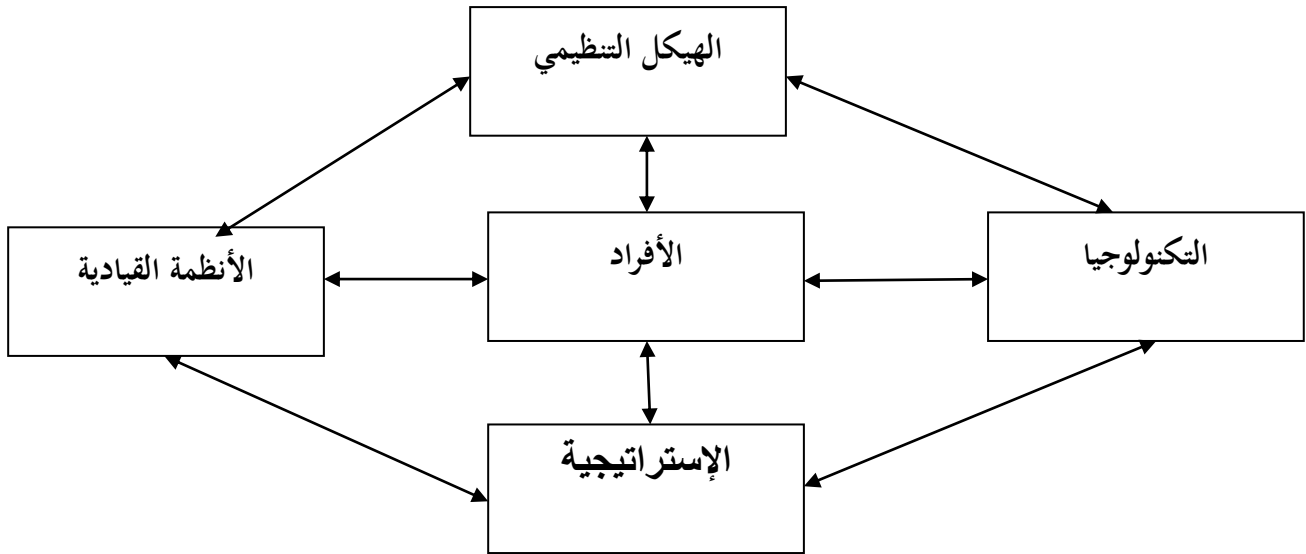 الهيكل التنظيمي
التكنولوجيا
الأفراد
الأنظمة القيادية
الإستراتيجية